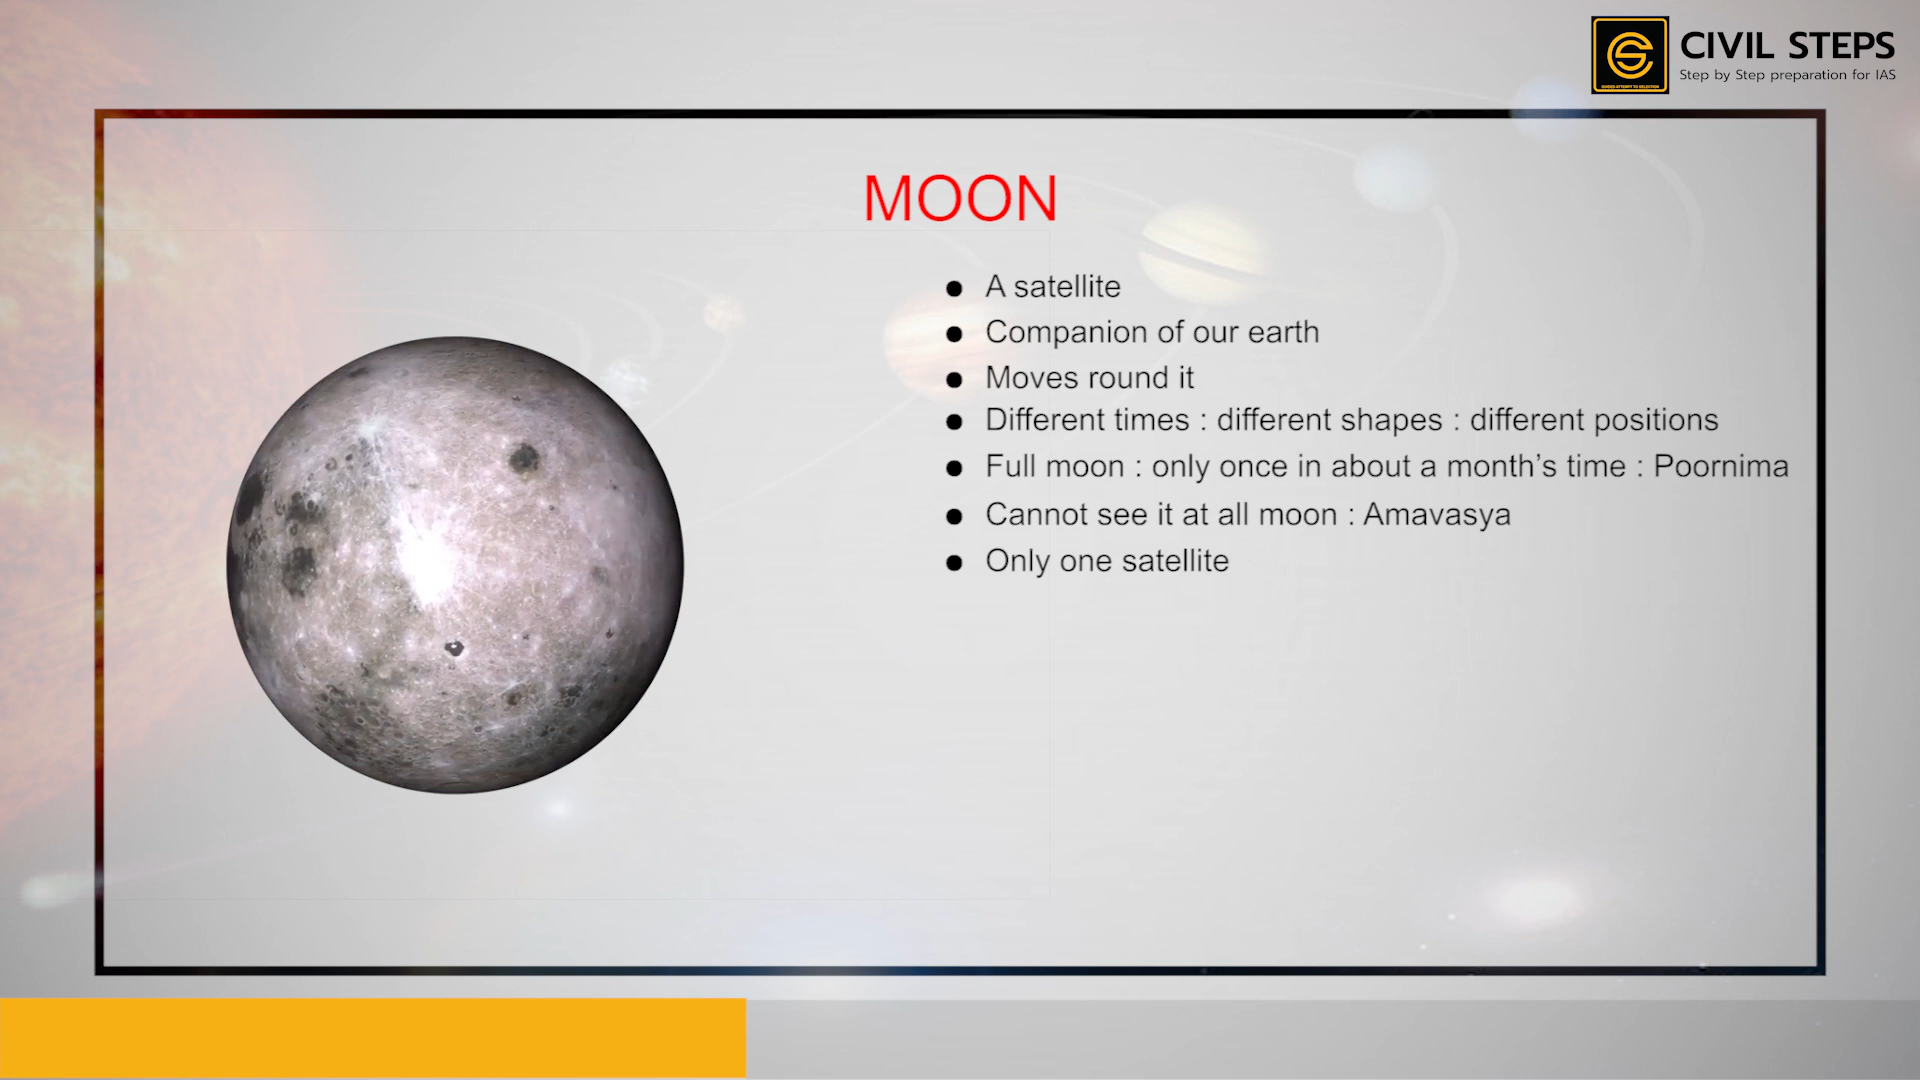 CIVIL STEPS
Step by Step preparation for IAS
MOON
● A satellite
● Companion of our earth
● Moves round it
● Different times : different shapes : different positions
● Full moon : only once in about a month’s time : Poornima
● Cannot see it at all moon : Amavasya
● Only one satellite